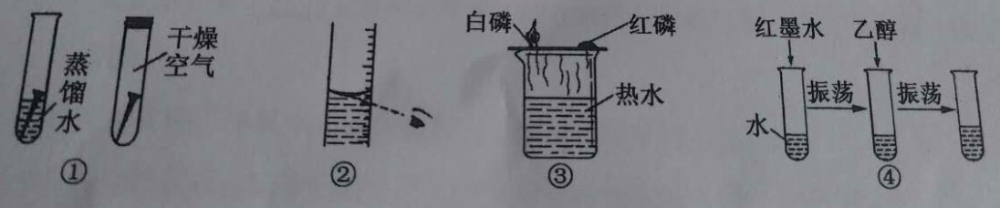 蒸馏水
干燥
空气
①
②
白磷
红磷
热水
③
红墨水
乙醇
振荡
振荡
水
④